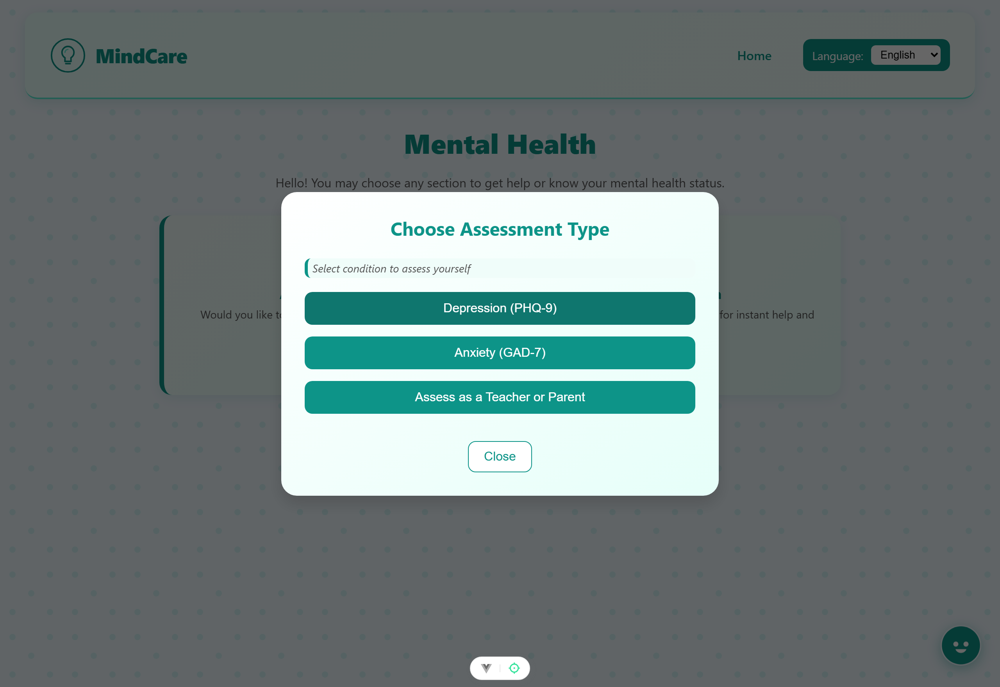 MindCare
Home
Language:
English
Mental Health
Hello! You may choose any section to get help or know your mental health status.
Choose Assessment Type
Select condition to assess yourself
Depression (PHQ-9)
Would you like
for instant help and
Anxiety (GAD-7)
Assess as a Teacher or Parent
Close